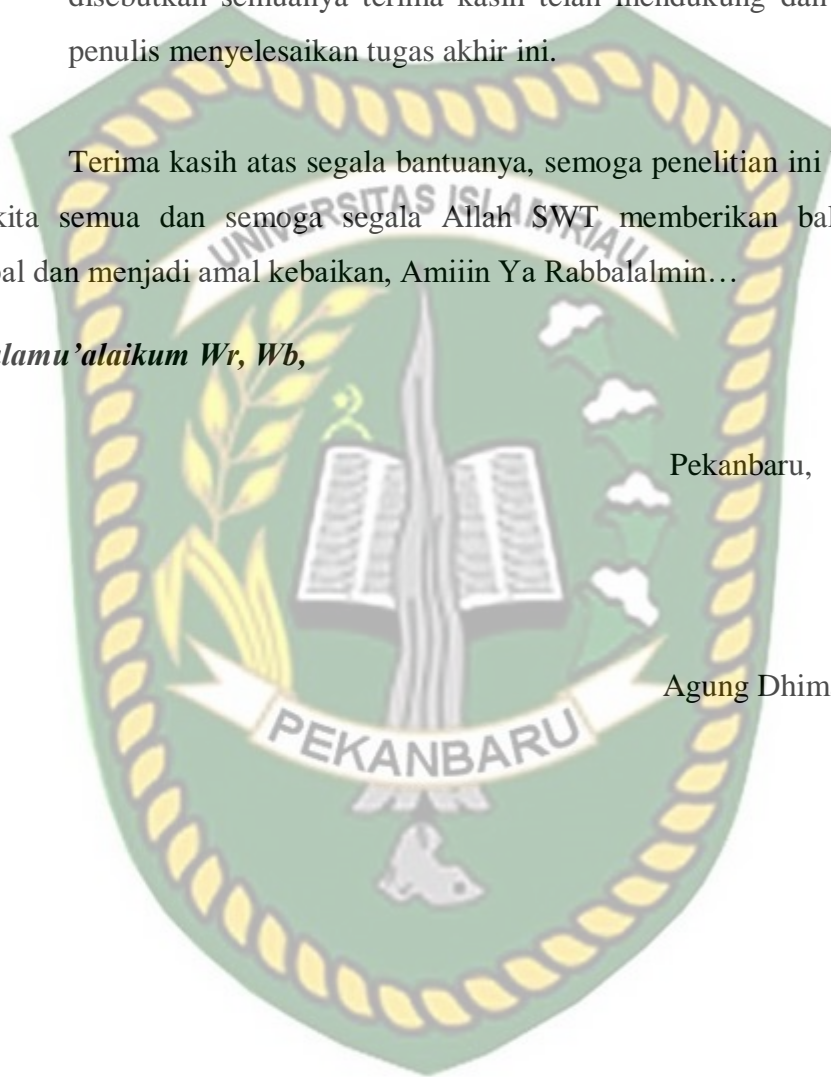 disebutkan semuanya terima kasih telah mendukung dan
penulis menyelesaikan tugas akhir ini.
Terima kasih atas segala bantuanya, semoga penelitian ini
kita semua dan semoga segala Allah SWT memberikan bal
bal dan menjadi amal kebaikan, Amiiin Ya Rabbalalmin…
UNIVERSITAS ISLAM RIAU
alamu’alaikum Wr, Wb,
Pekanbaru,
Agung Dhim
PEKANBARU